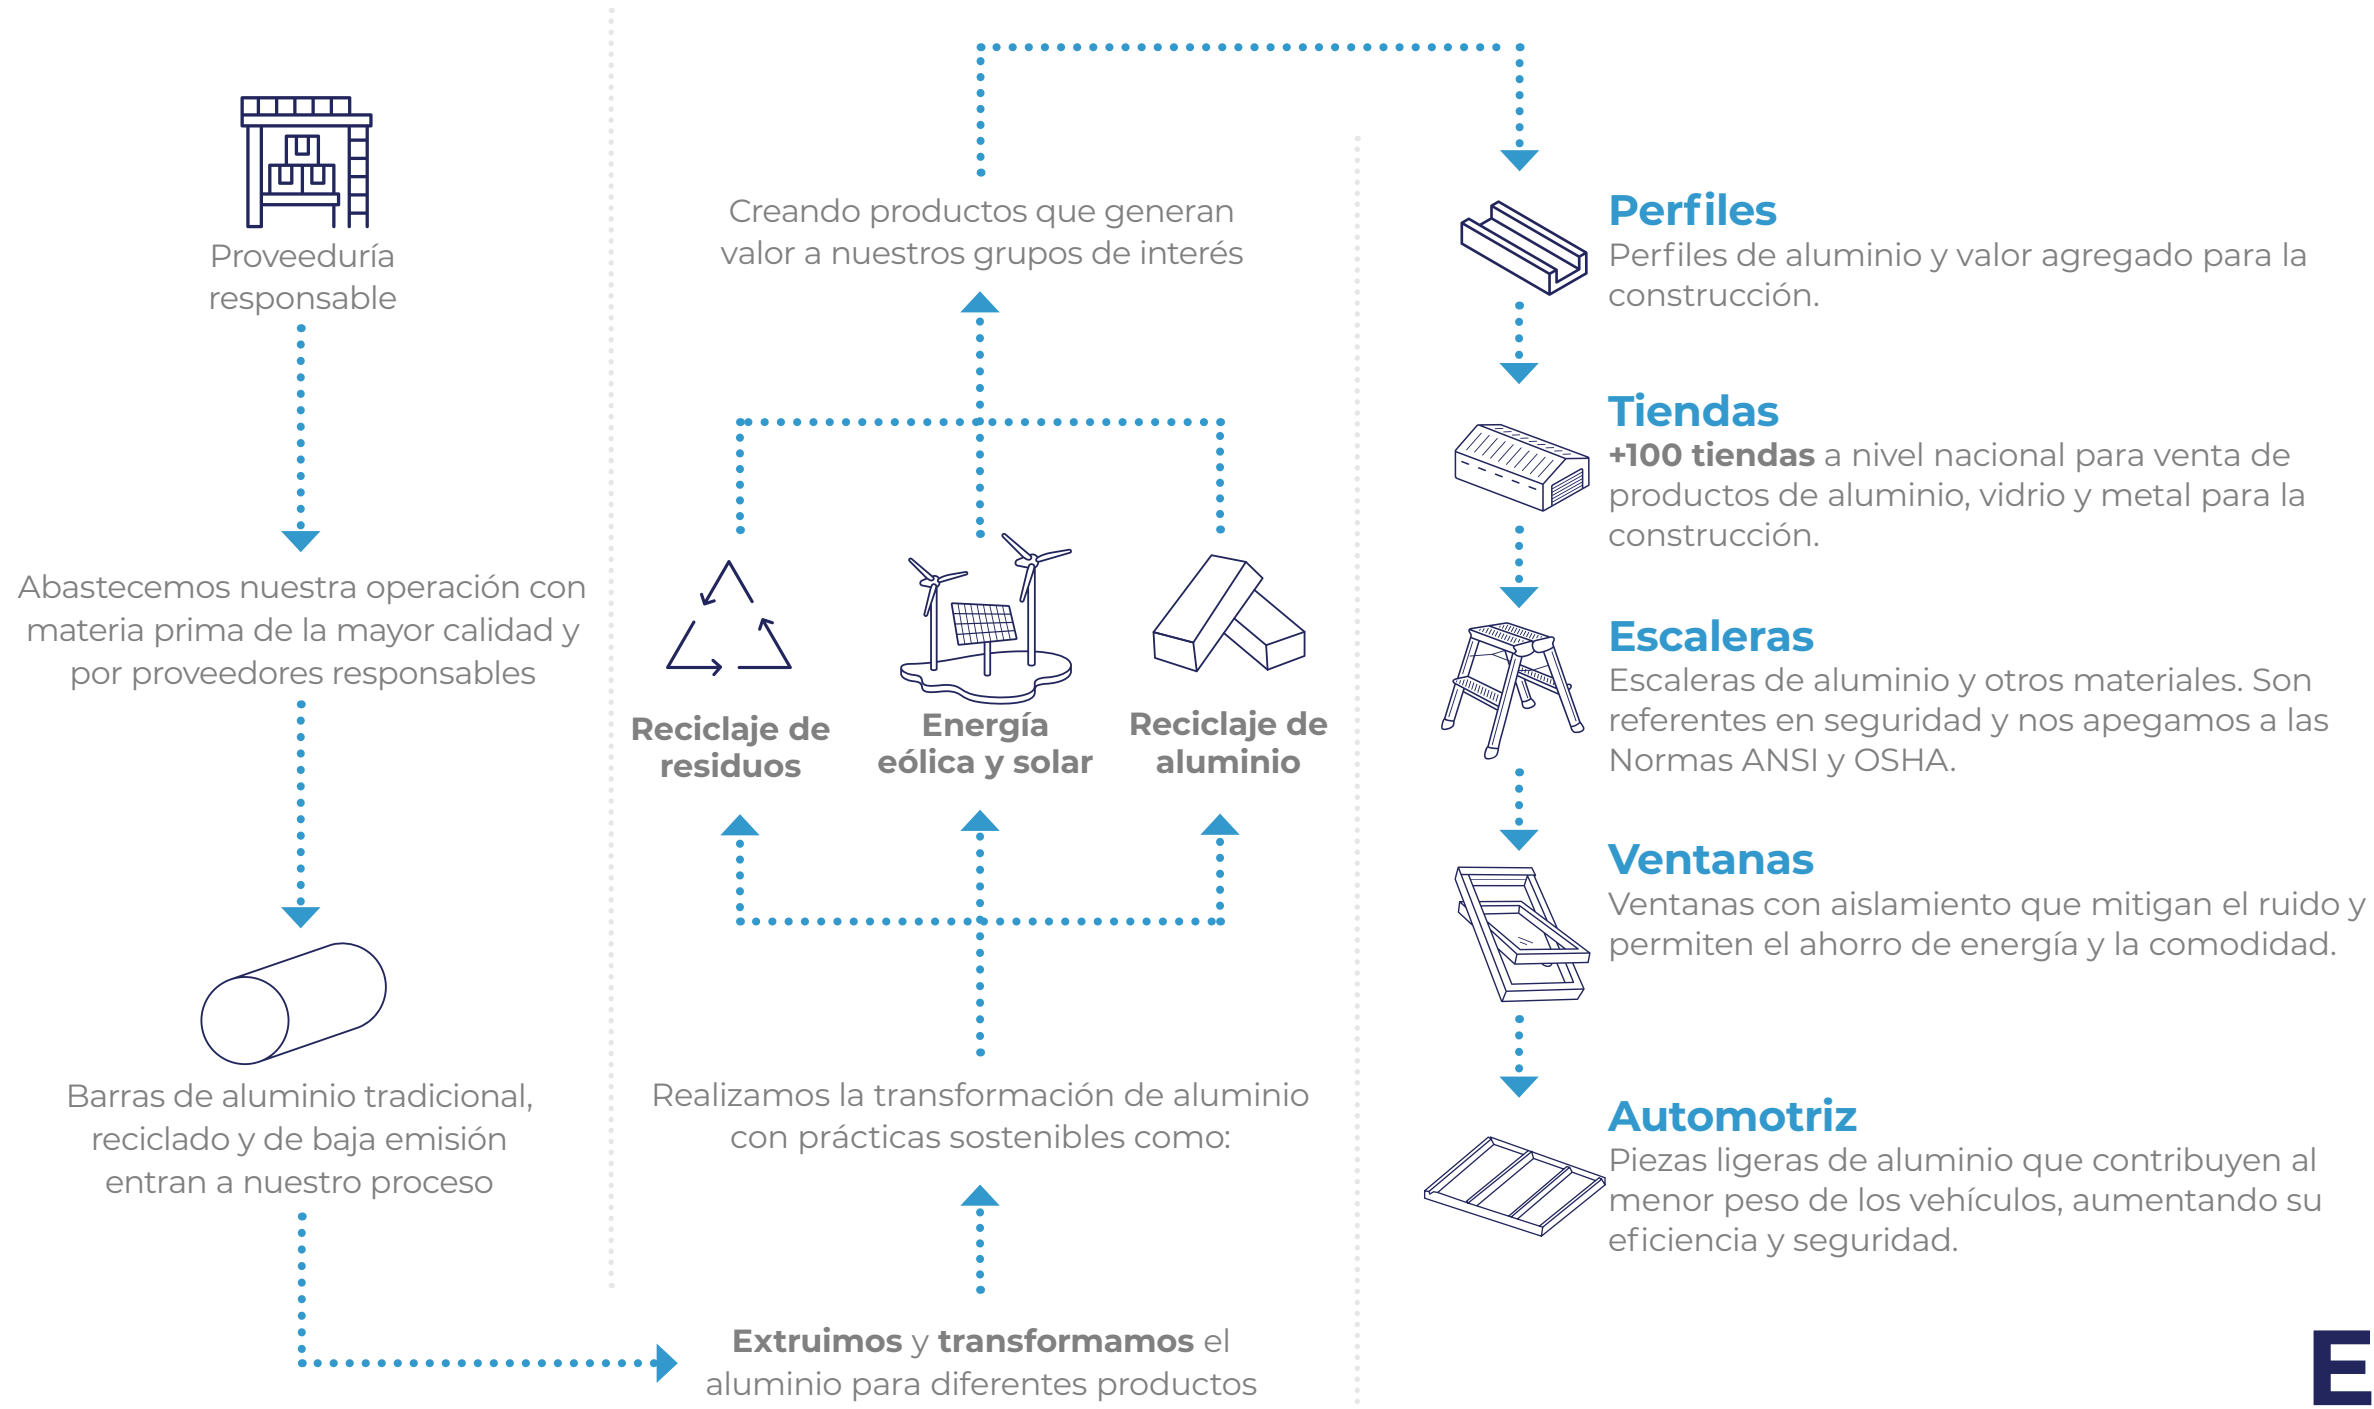 Proveeduría
responsable
Abastecemos nuestra operación con
materia prima de la mayor calidad y
por proveedores responsables
Barras de aluminio tradicional,
reciclado y de baja emisión
entran a nuestro proceso
Extruimos y transformamos el
aluminio para diferentes productos
Realizamos la transformación de aluminio
con prácticas sostenibles como:
Reciclaje de
residuos
Energía
eólica y solar
Reciclaje de
aluminio
Creando productos que generan
valor a nuestros grupos de interés
Perfiles
Perfiles de aluminio y valor agregado para la
construcción.
Tiendas
+100 tiendas a nivel nacional para venta de
productos de aluminio, vidrio y metal para la
construcción.
Escaleras
Escaleras de aluminio y otros materiales. Son
referentes en seguridad y nos apegamos a las
Normas ANSI y OSHA.
Ventanas
Ventanas con aislamiento que mitigan el ruido y
permiten el ahorro de energía y la comodidad.
Automotriz
Piezas ligeras de aluminio que contribuyen al
menor peso de los vehículos, aumentando su
eficiencia y seguridad.
E